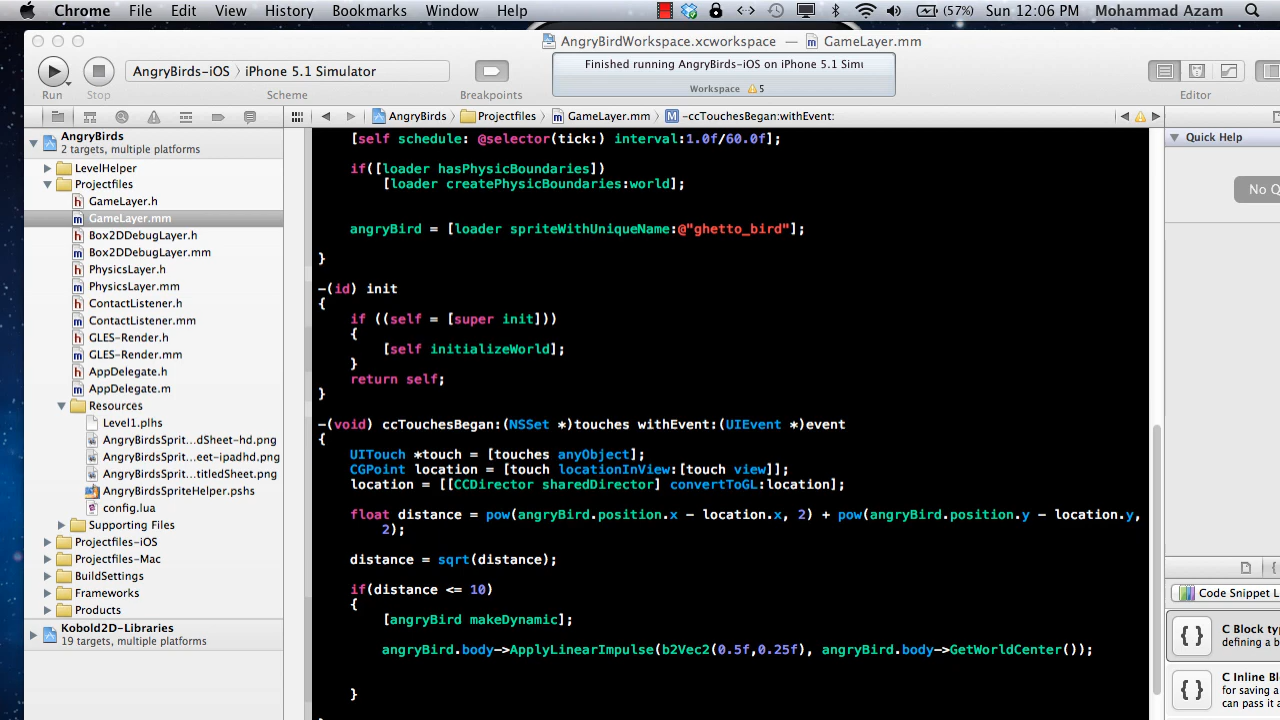 Chrome File Edit View History Bookmarks Window Help (57%) Sun 12:06 PM Mohammad Azam
AngryBirdWorkspace.xcworkspace — GameLayer.mm
AngryBirds-iOS iPhone 5.1 Simulator
Finished running AngryBirds-iOS on iPhone 5.1 Simu
Workspace 5
Run Stop Scheme Breakpoints Editor
AngryBirds Projectfiles GameLayer.mm -ccTouchesBegan:withEvent:
AngryBirds
2 targets, multiple platforms
LevelHelper
Projectfiles
GameLayer.h
GameLayer.mm
Box2DDebugLayer.h
Box2DDebugLayer.mm
PhysicsLayer.h
PhysicsLayer.mm
ContactListener.h
ContactListener.mm
GLES-Render.h
GLES-Render.mm
AppDelegate.h
AppDelegate.m
Resources
Level1.plhs
AngryBirdsSprit...dSheet-hd.png
AngryBirdsSprit...eet-ipadhd.png
AngryBirdsSprit...titledSheet.png
AngryBirdsSpriteHelper.pshs
config.lua
Supporting Files
Projectfiles-iOS
Projectfiles-Mac
BuildSettings
Frameworks
Products
Kobold2D-Libraries
19 targets, multiple platforms
[self schedule: @selector(tick:) interval:1.0f/60.0f];
if([loader hasPhysicBoundaries])
[loader createPhysicBoundaries:world];
angryBird = [loader spriteWithUniqueName:@"ghetto_bird"];
}
-(id) init
{
if ((self = [super init]))
{
[self initializeWorld];
}
return self;
}
-(void) ccTouchesBegan:(NSSet *)touches withEvent:(UIEvent *)event
{
UITouch *touch = [touches anyObject];
CGPoint location = [touch locationInView:[touch view]];
location = [[CCDirector sharedDirector] convertToGL:location];
float distance = pow(angryBird.position.x - location.x, 2) + pow(angryBird.position.y - location.y,
2);
distance = sqrt(distance);
if(distance <= 10)
{
[angryBird makeDynamic];
angryBird.body->ApplyLinearImpulse(b2Vec2(0.5f,0.25f), angryBird.body->GetWorldCenter());
}
Quick Help
No Q
Code Snippet L
{ } C Block typ
defining a b
{ } C Inline Blo
for saving a
can pass it a